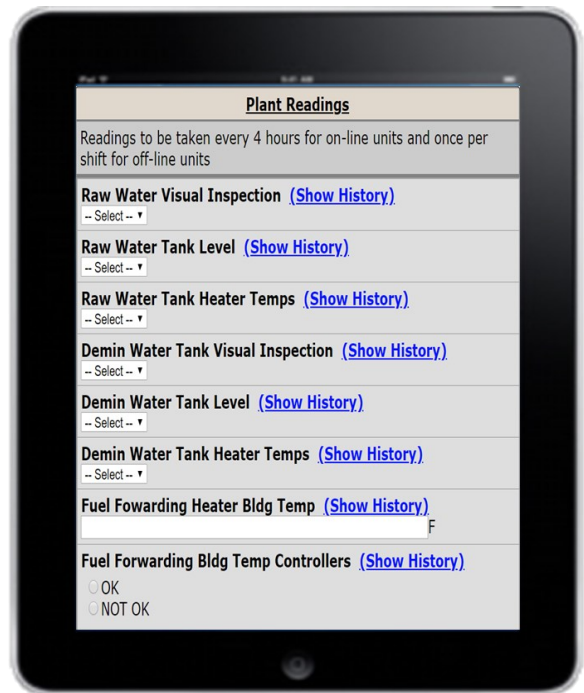 iPad
9:41 AM
Plant Readings
Readings to be taken every 4 hours for on-line units and once per
shift for off-line units
Raw Water Visual Inspection (Show History)
-- Select -- ▼
Raw Water Tank Level (Show History)
-- Select -- ▼
Raw Water Tank Heater Temps (Show History)
-- Select -- ▼
Demin Water Tank Visual Inspection (Show History)
-- Select -- ▼
Demin Water Tank Level (Show History)
-- Select -- ▼
Demin Water Tank Heater Temps (Show History)
-- Select -- ▼
Fuel Fowarding Heater Bldg Temp (Show History)
F
Fuel Forwarding Bldg Temp Controllers (Show History)
OK
NOT OK